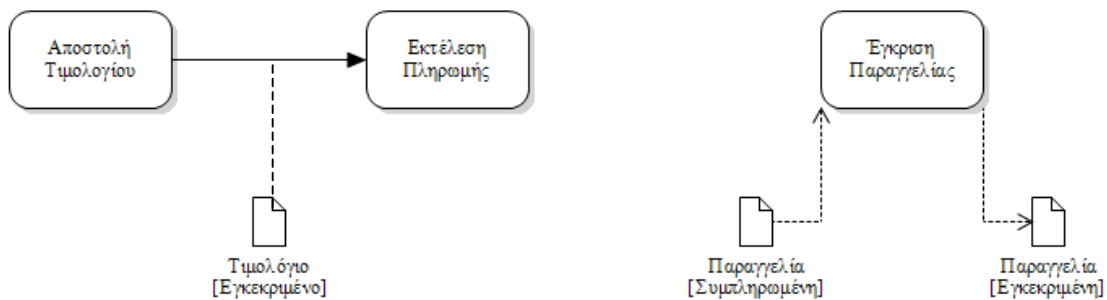 Αποστολή
Τιμολογίου
Εκτέλεση
Πληρωμής
Έγκριση
Παραγγελίας
Τιμολόγιο
[Εγκεκριμένο]
Παραγγελία
[Συμπληρωμένη]
Παραγγελία
[Εγκεκριμένη]